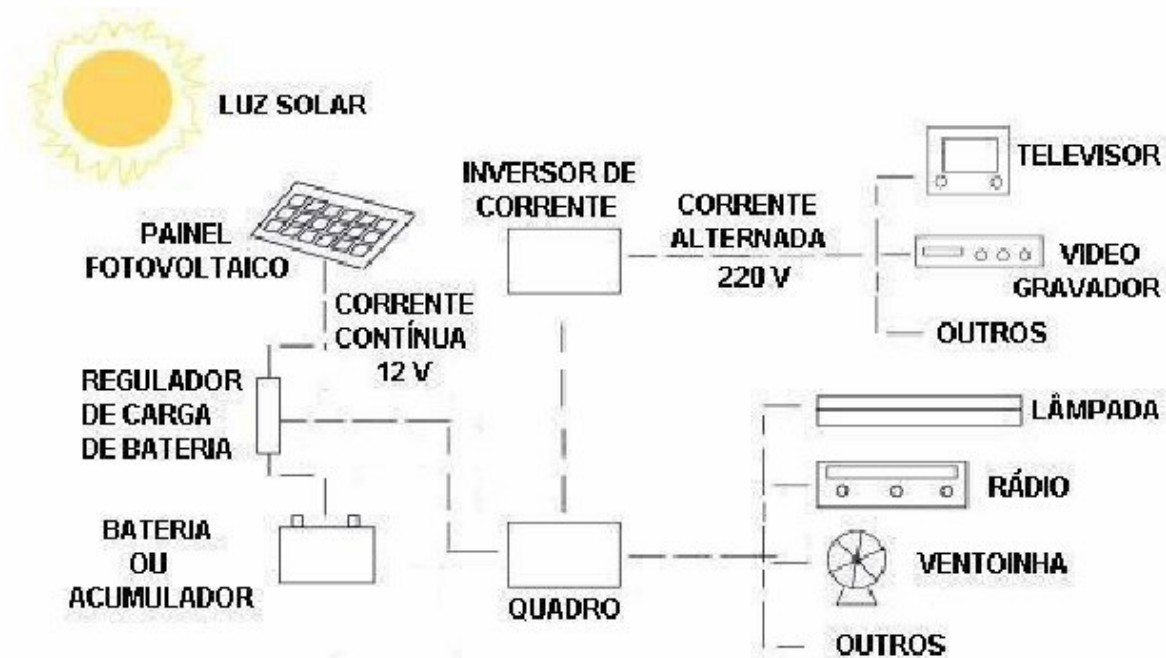 LUZ SOLAR
PAINEL
FOTOVOLTAICO
CORRENTE
CONTÍNUA
12 V
REGULADOR
DE CARGA
DE BATERIA
BATERIA
OU
ACUMULADOR
INVERSOR DE
CORRENTE
QUADRO
CORRENTE
ALTERNADA
220 V
TELEVISOR
VIDEO
GRAVADOR
OUTROS
LÂMPADA
RÁDIO
VENTOINHA
OUTROS